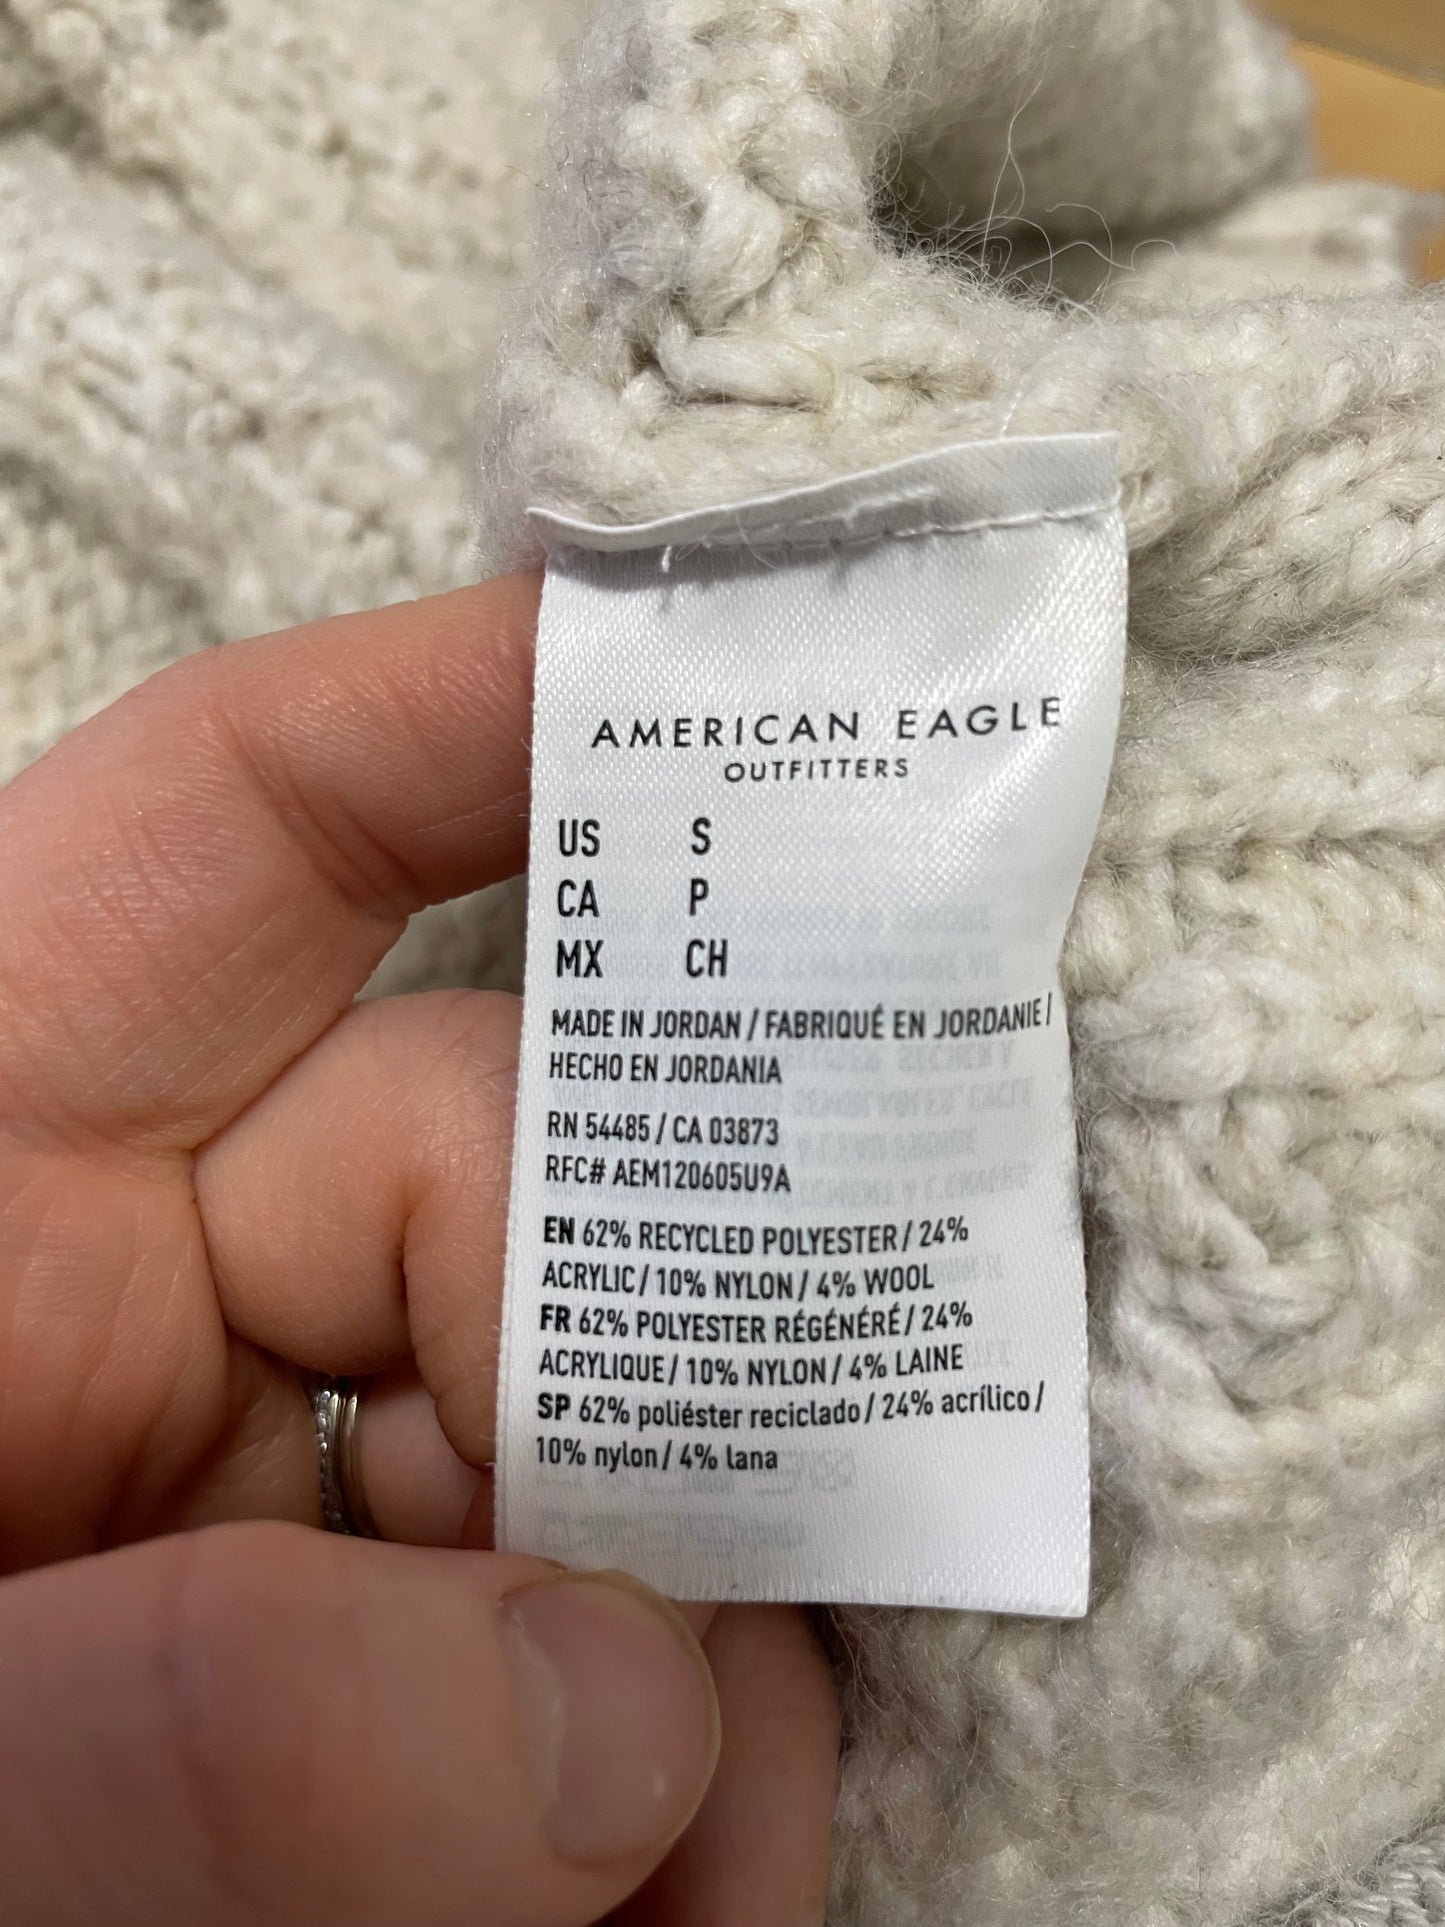 AMERICAN EAGLE
OUTFITTERS
US S
CA P
MX CH
MADE IN JORDAN / FABRIQUÉ EN JORDANIE /
HECHO EN JORDANIA
RN 54485 / CA 03873
RFC# AEM120605U9A
EN 62% RECYCLED POLYESTER / 24%
ACRYLIC / 10% NYLON / 4% WOOL
FR 62% POLYESTER RÉGÉNÉRÉ / 24%
ACRYLIQUE / 10% NYLON / 4% LAINE
SP 62% poliéster reciclado / 24% acrílico /
10% nylon / 4% lana